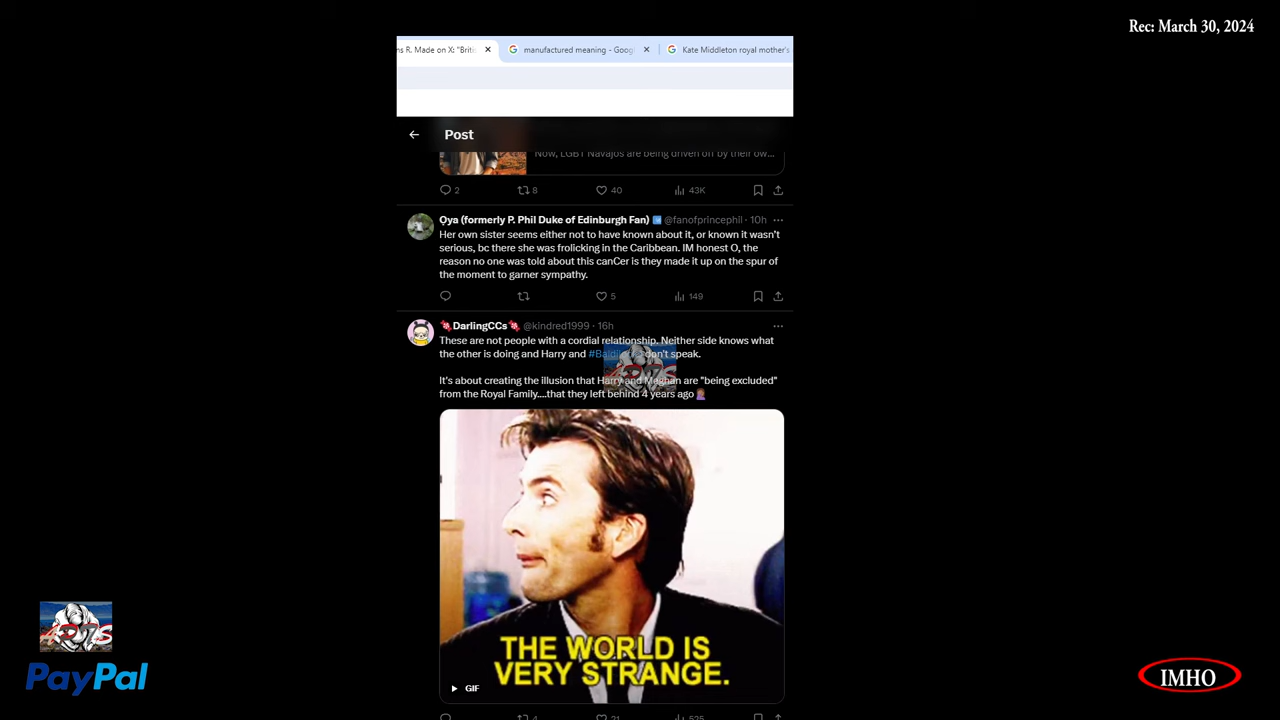 Rec: March 30, 2024
ns R. Made on X: "Brit
manufactured meaning - Goog
Kate Middleton royal mother's
Post
Now, LGBT Navajos are being driven off by their ow...
2 8 40 43K
Oya (formerly P. Phil Duke of Edinburgh Fan) @fanofprincephil · 10h
Her own sister seems either not to have known about it, or known it wasn't
serious, bc there she was frolicking in the Caribbean. IM honest O, the
reason no one was told about this canCer is they made it up on the spur of
the moment to garner sympathy.
5 149
DarlingCCs @kindred1999 · 16h
These are not people with a cordial relationship. Neither side knows what
the other is doing and Harry and don't speak.
It's about creating the illusion that Harry and Meghan are "being excluded"
from the Royal Family....that they left behind 4 years ago
THE WORLD IS
VERY STRANGE.
GIF
4 21 525
PayPal
IMHO